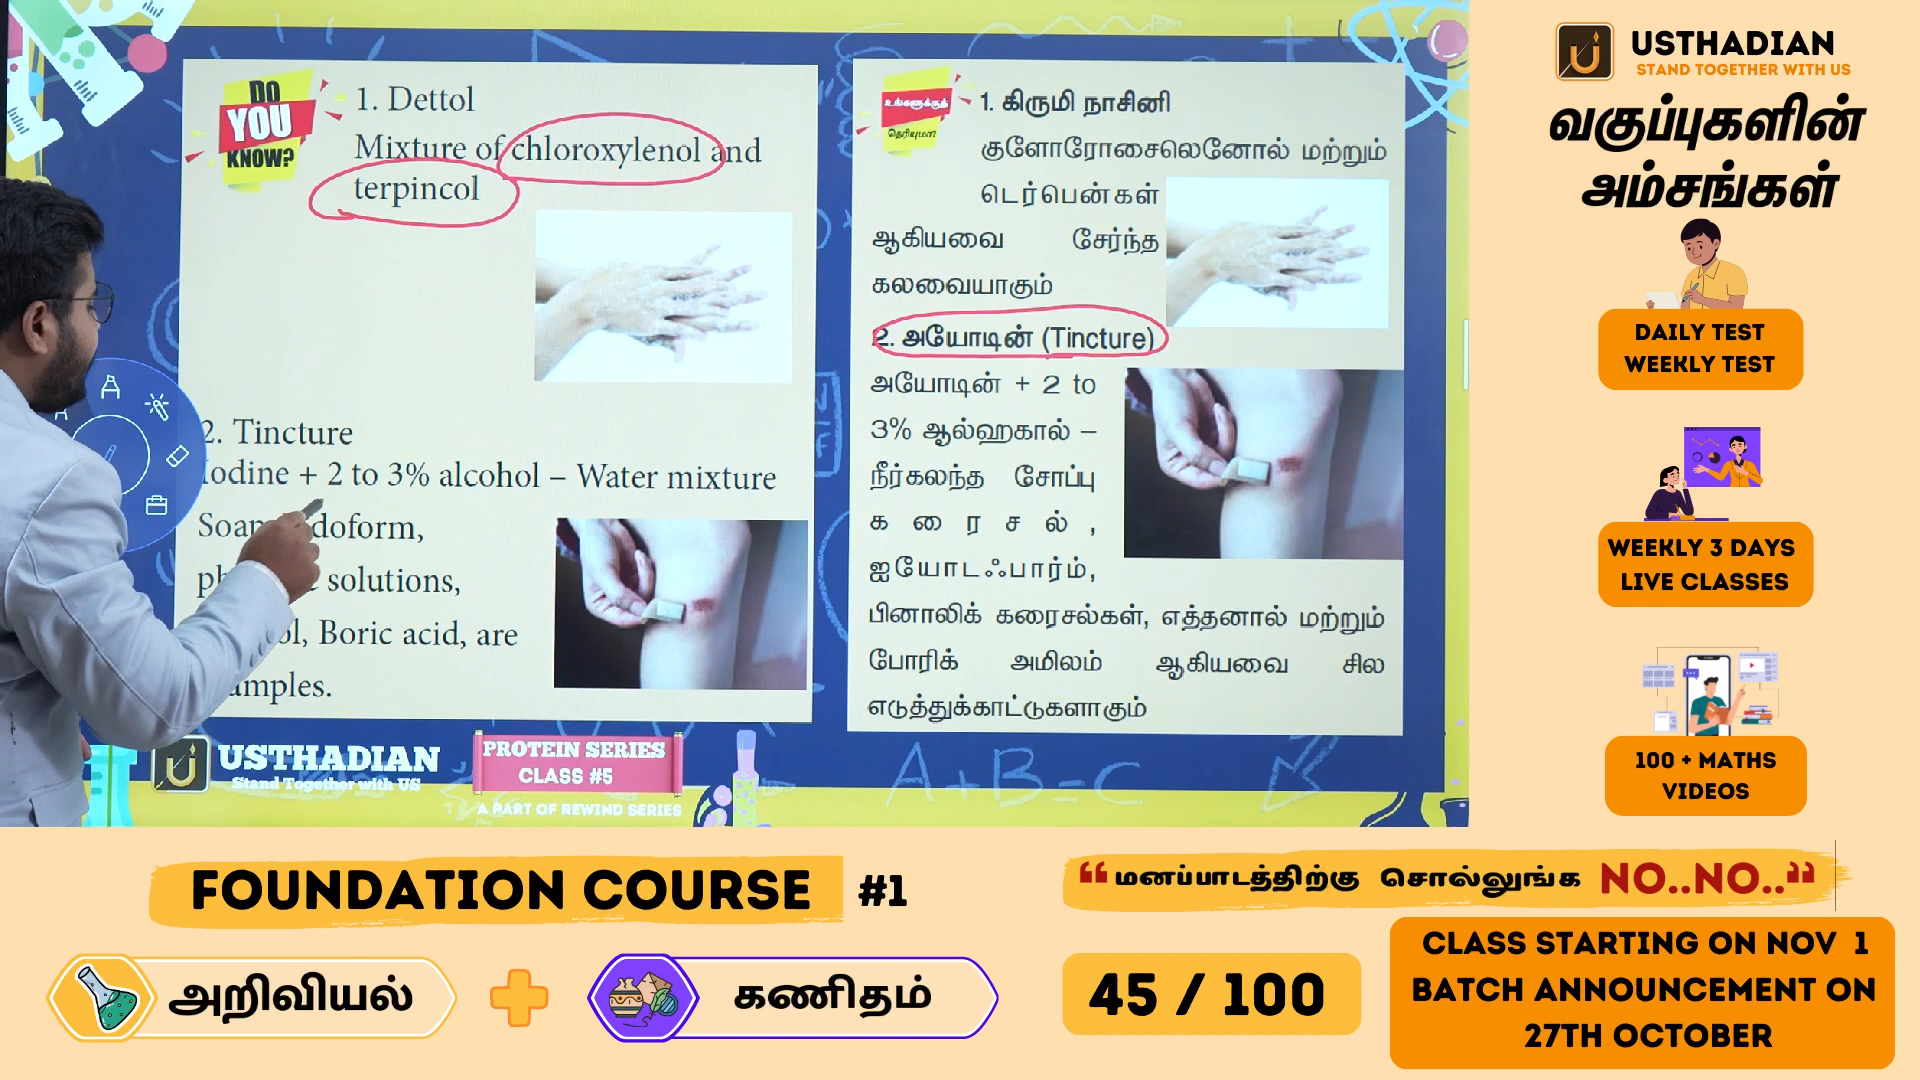 DO
YOU
KNOW?
1. Dettol
Mixture of chloroxylenol and
terpincol
2. Tincture
Iodine + 2 to 3% alcohol – Water mixture
doform,
solutions,
Boric acid, are
உங்களுக்குத்
தெரியுமா?
1. கிருமி நாசினி
குளோரோசைலெனோல் மற்றும்
டெர்பென்கள்
ஆகியவை சேர்ந்த
கலவையாகும்
2. அயோடின் (Tincture)
அயோடின் + 2 to
3% ஆல்ஹகால் –
நீர்கலந்த சோப்பு
கரைசல்,
ஐயோடஃபார்ம்,
பினாலிக் கரைசல்கள், எத்தனால் மற்றும்
போரிக் அமிலம் ஆகியவை சில
எடுத்துக்காட்டுகளாகும்
USTHADIAN
Stand Together with US
PROTEIN SERIES
CLASS #5
A PART OF REWIND SERIES
A+B=C
USTHADIAN
STAND TOGETHER WITH US
வகுப்புகளின்
அம்சங்கள்
DAILY TEST
WEEKLY TEST
WEEKLY 3 DAYS
LIVE CLASSES
100 + MATHS
VIDEOS
FOUNDATION COURSE #1
அறிவியல் + கணிதம்
“மனப்பாடத்திற்கு சொல்லுங்க NO..NO..”
45 / 100
CLASS STARTING ON NOV 1
BATCH ANNOUNCEMENT ON
27TH OCTOBER